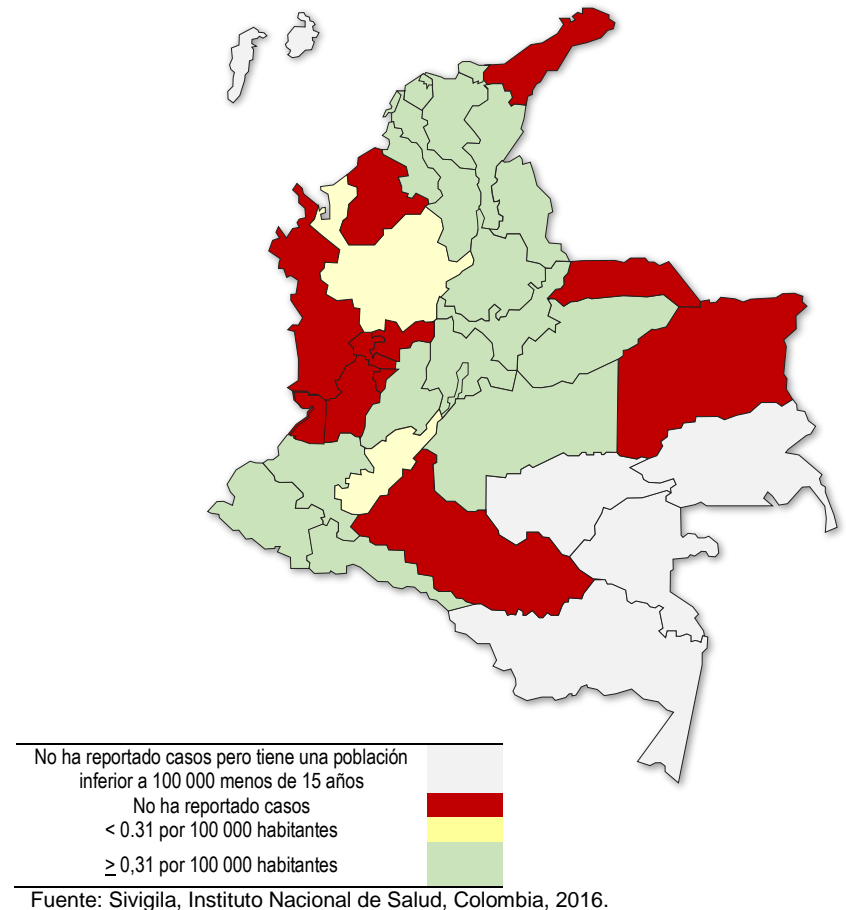 No ha reportado casos pero tiene una población
inferior a 100 000 menos de 15 años
No ha reportado casos
< 0.31 por 100 000 habitantes
≥ 0,31 por 100 000 habitantes
Fuente: Sivigila, Instituto Nacional de Salud, Colombia, 2016.